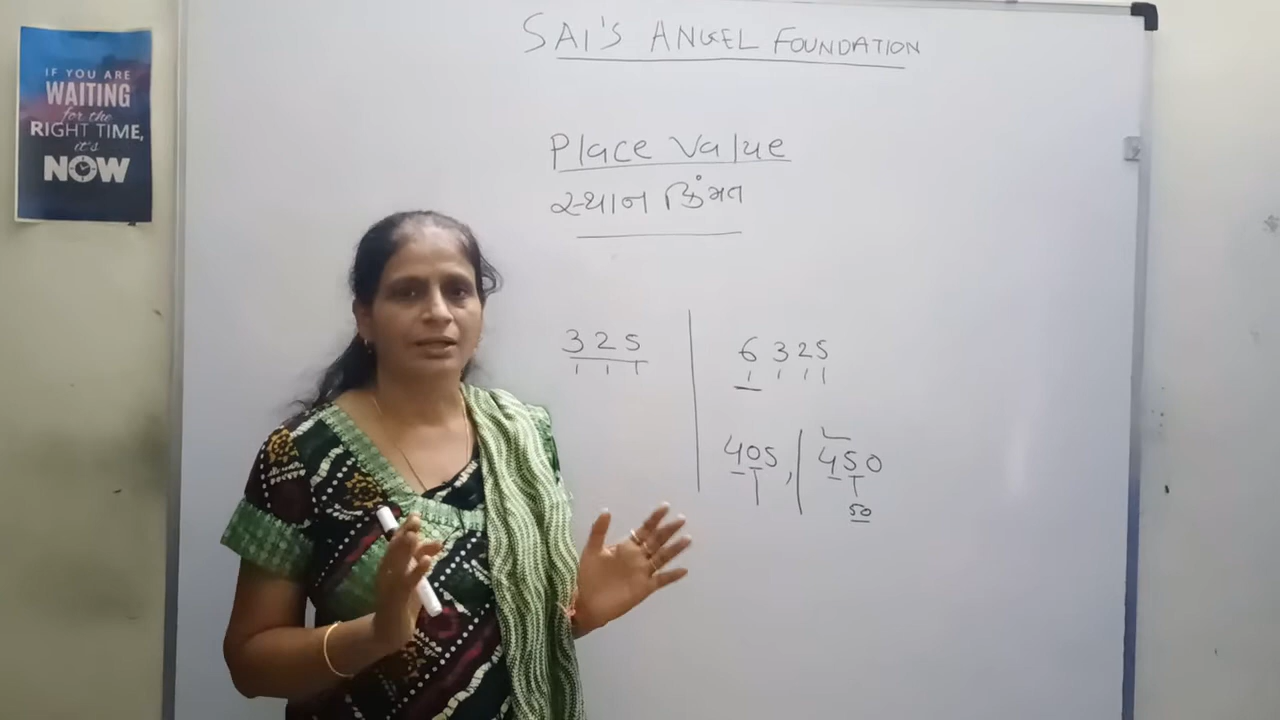 IF YOU ARE
WAITING
for the
RIGHT TIME,
it's
NOW
SAI'S ANGEL FOUNDATION
Place Value
સ્થાન કિંમત
325
6325
405, 450
50